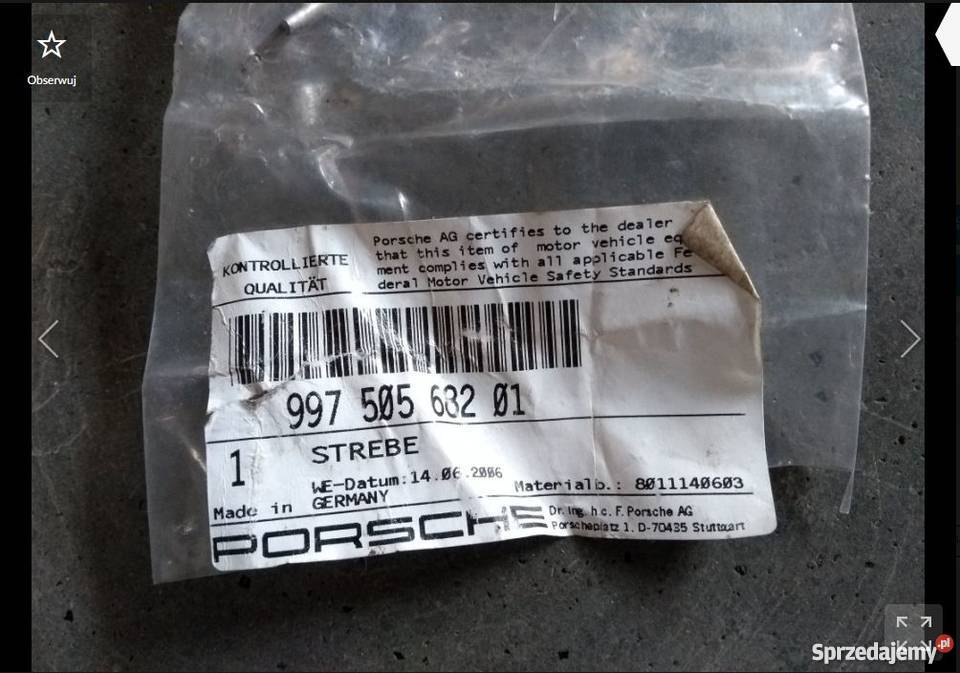 Obserwuj
KONTROLLIERTE
QUALITÄT
Porsche AG certifies to the dealer
that this item of motor vehicle eq
ment complies with all applicable Fe
deral Motor Vehicle Safety Standards
997 505 682 01
1 STREBE
WE-Datum:14.06.2006 Materialb.: 8011140603
Made in GERMANY
PORSCHE
Dr. Ing. h.c. F. Porsche AG
Porscheplatz 1, D-70435 Stuttgart
Sprzedajemy.pl